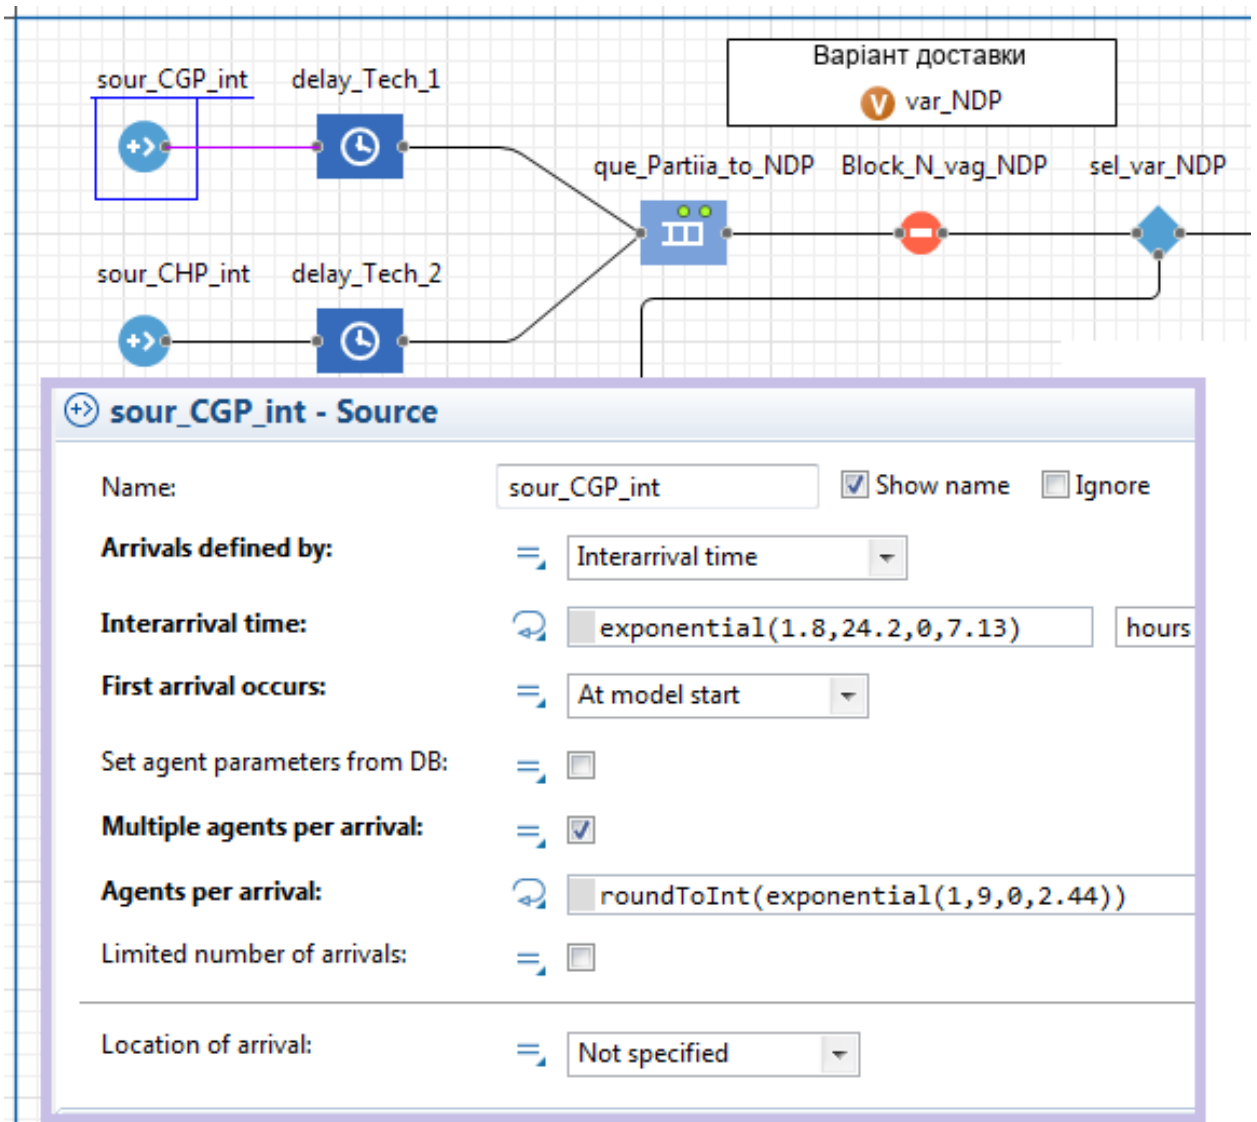 Варіант доставки
V var_NDP
sour_CGP_int delay_Tech_1
que_Partiia_to_NDP Block_N_vag_NDP sel_var_NDP
sour_CHP_int delay_Tech_2
sour_CGP_int - Source
Name: sour_CGP_int Show name Ignore
Arrivals defined by: Interarrival time
Interarrival time: exponential(1.8,24.2,0,7.13) hours
First arrival occurs: At model start
Set agent parameters from DB:
Multiple agents per arrival:
Agents per arrival: roundToInt(exponential(1,9,0,2.44))
Limited number of arrivals:
Location of arrival: Not specified